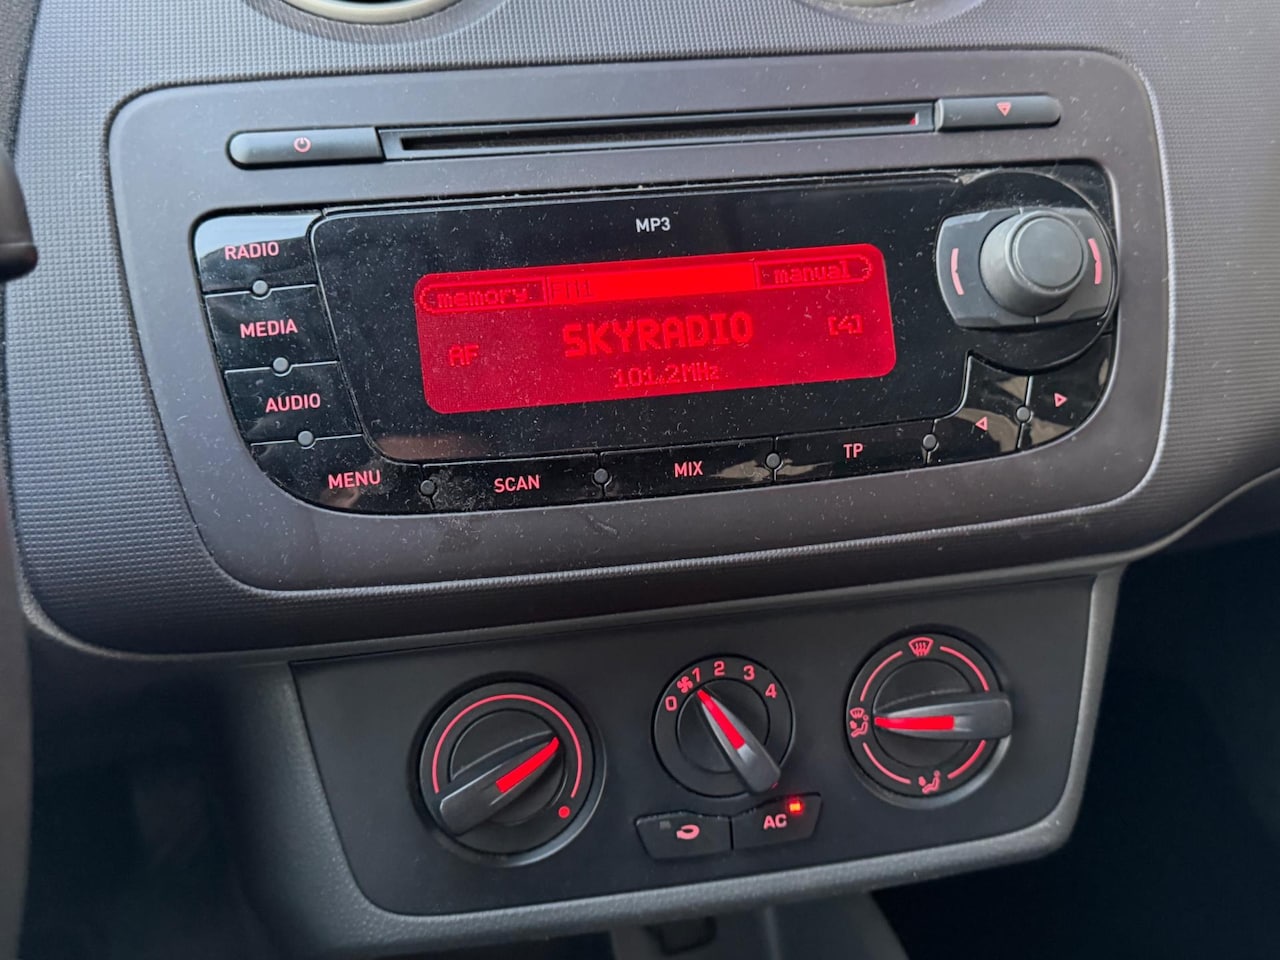 MP3
RADIO
memory FM1 manual
MEDIA
SKYRADIO [4]
AF
101.2MHz
AUDIO
MENU SCAN MIX TP
0 1 2 3 4
AC